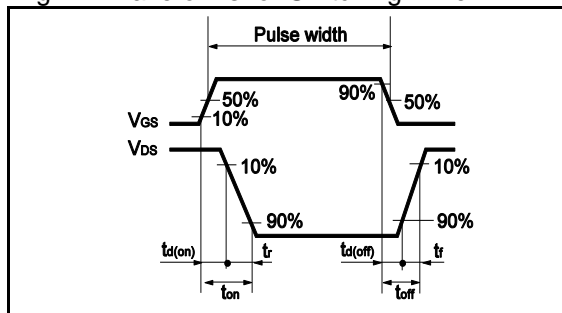 Pulse width
90%
50%
50%
10%
VGS
VDS
10%
10%
90%
90%
td(on)
tr
td(off)
tf
ton
toff